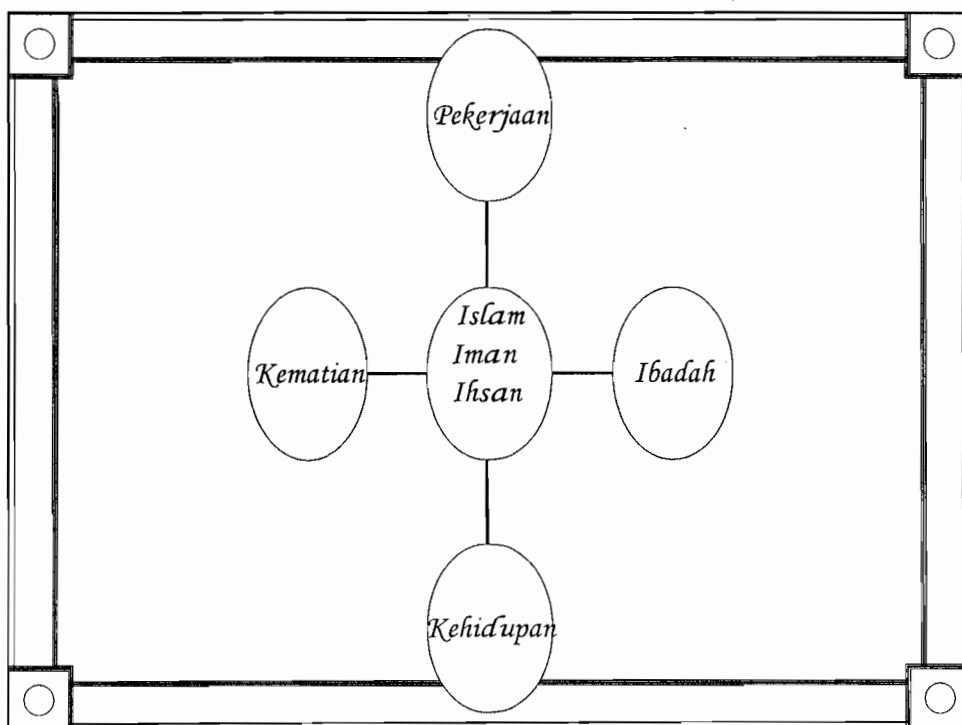 Pekerjaan
Kematian
Islam
Iman
Ihsan
Ibadah
Kehidupan